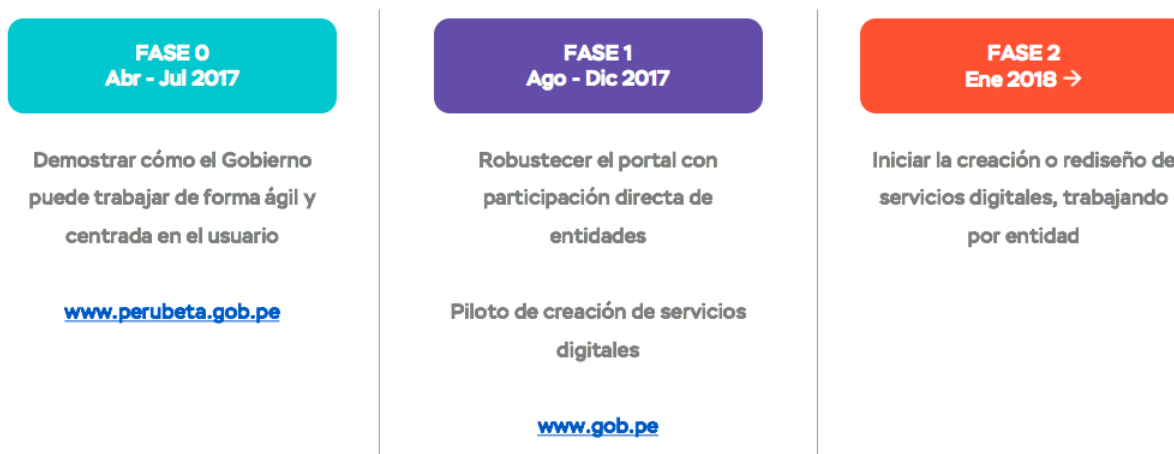 FASE 0
Abr - Jul 2017
Demostrar cómo el Gobierno
puede trabajar de forma ágil y
centrada en el usuario
www.perubeta.gob.pe
FASE 1
Ago - Dic 2017
Robustecer el portal con
participación directa de
entidades
Piloto de creación de servicios
digitales
www.gob.pe
FASE 2
Ene 2018 →
Iniciar la creación o rediseño de
servicios digitales, trabajando
por entidad